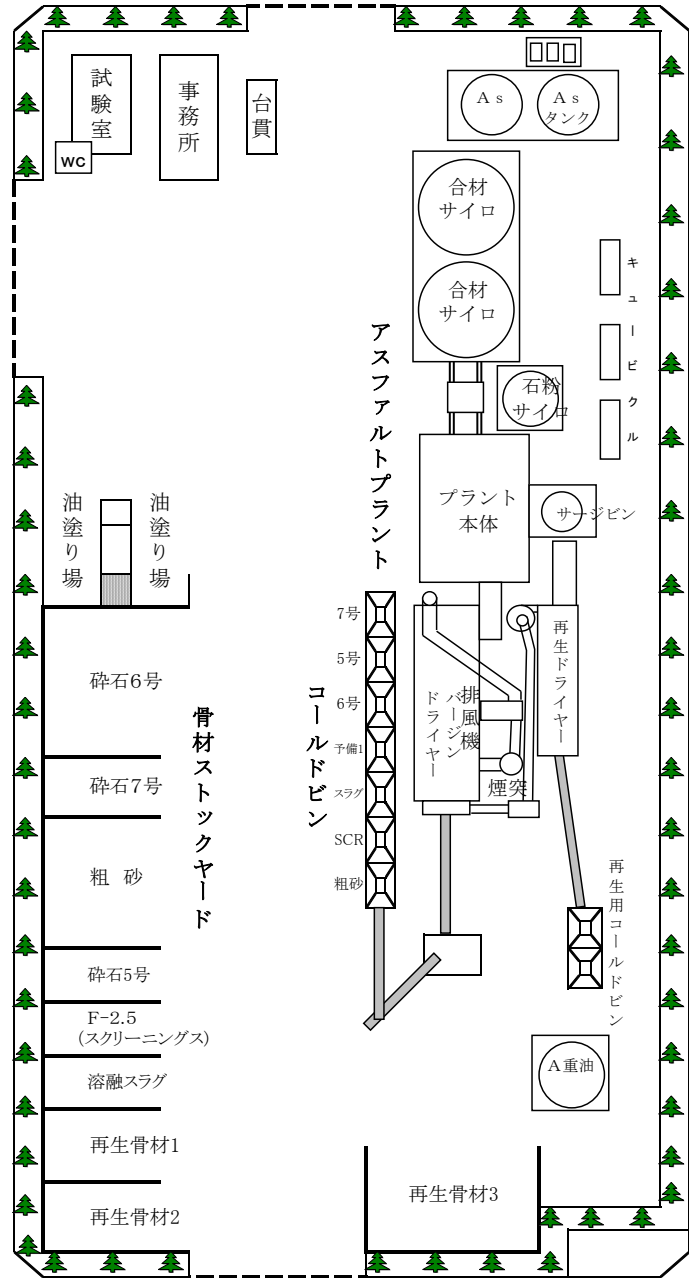 試験室
WC
事務所
台貫
Ａｓ
Ａｓ
タンク
合材
サイロ
合材
サイロ
キュービクル
石粉
サイロ
アスファルトプラント
プラント
本体
サージビン
油塗り場
油塗り場
7号
5号
6号
予備1
スラグ
SCR
粗砂
コールドビン
バージン
ドライヤー
排風機
煙突
再生ドライヤー
再生用コールドビン
骨材ストックヤード
砕石６号
砕石７号
粗 砂
砕石5号
F-2.5
(スクリーニングス)
溶融スラグ
再生骨材1
再生骨材2
再生骨材3
Ａ重油